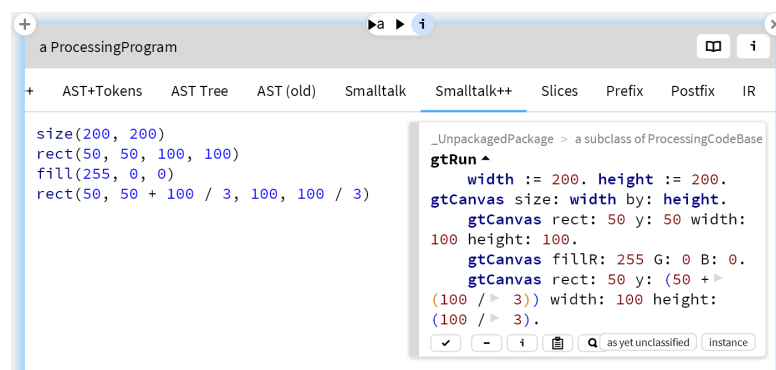 a
i
a ProcessingProgram
i
+ AST+Tokens AST Tree AST (old) Smalltalk Smalltalk++ Slices Prefix Postfix IR
size(200, 200)
rect(50, 50, 100, 100)
fill(255, 0, 0)
rect(50, 50 + 100 / 3, 100, 100 / 3)
_UnpackagedPackage > a subclass of ProcessingCodeBase
gtRun
width := 200. height := 200.
gtCanvas size: width by: height.
gtCanvas rect: 50 y: 50 width:
100 height: 100.
gtCanvas fillR: 255 G: 0 B: 0.
gtCanvas rect: 50 y: (50 +
(100 / 3)) width: 100 height:
(100 / 3).
i as yet unclassified instance